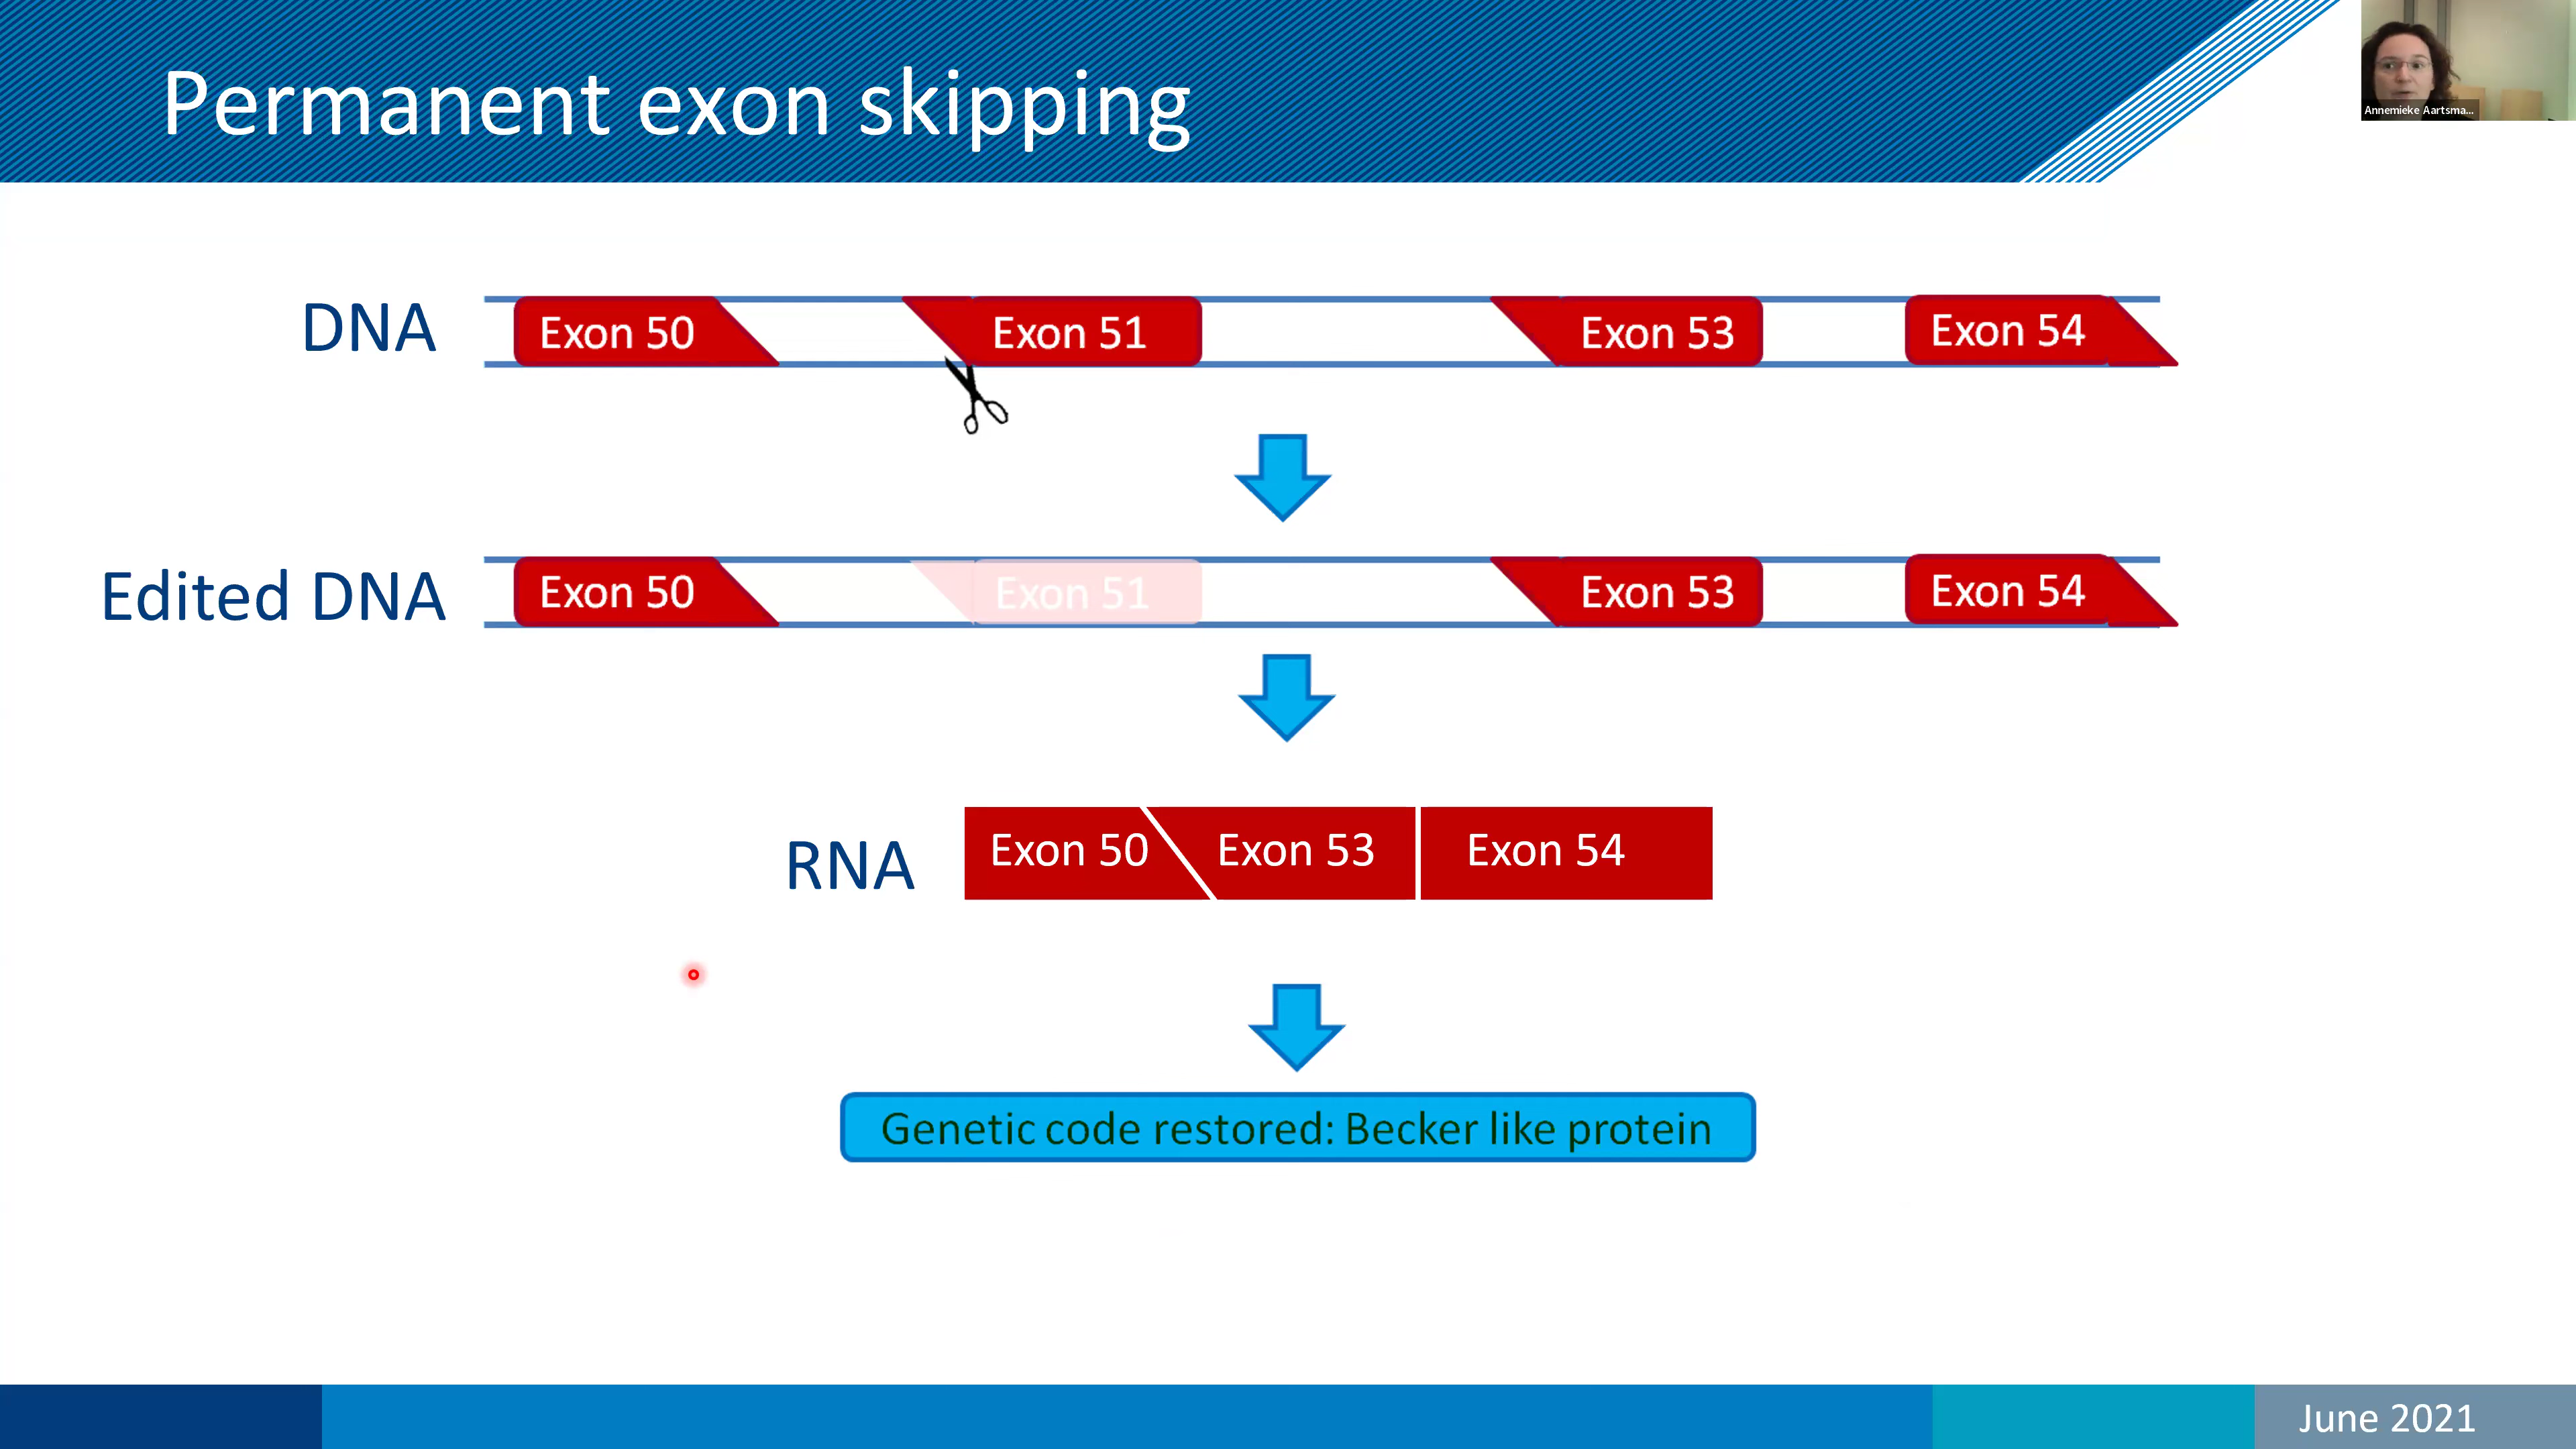 Permanent exon skipping
Annemieke Aartsma...
DNA
Exon 50 Exon 51 Exon 53 Exon 54
Edited DNA
Exon 50 Exon 51 Exon 53 Exon 54
RNA
Exon 50 Exon 53 Exon 54
Genetic code restored: Becker like protein
June 2021